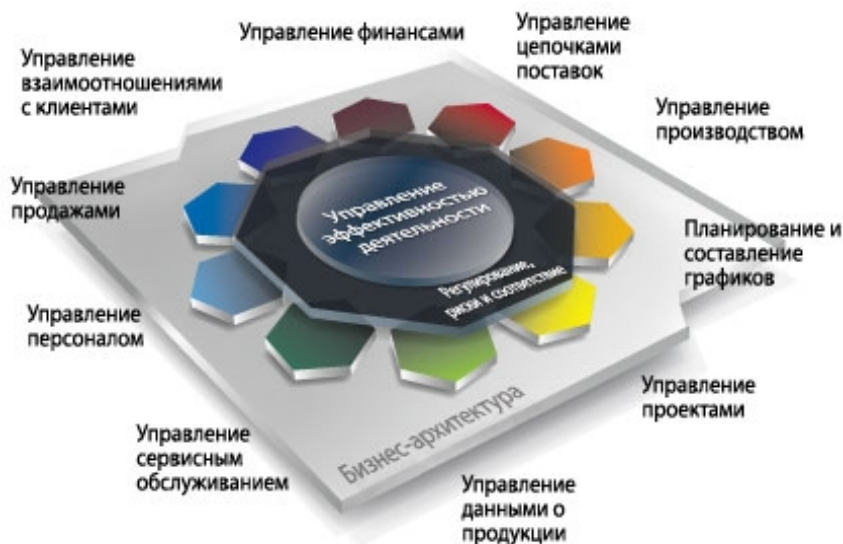 Управление финансами
Управление
цепочками
поставок
Управление
взаимоотношениями
с клиентами
Управление
производством
Управление
продажами
Управление
эффективностью
деятельности
Планирование и
составление
графиков
Регулирование,
риски и соответствие
Управление
персоналом
Управление
проектами
Бизнес-архитектура
Управление
сервисным
обслуживанием
Управление
данными о
продукции